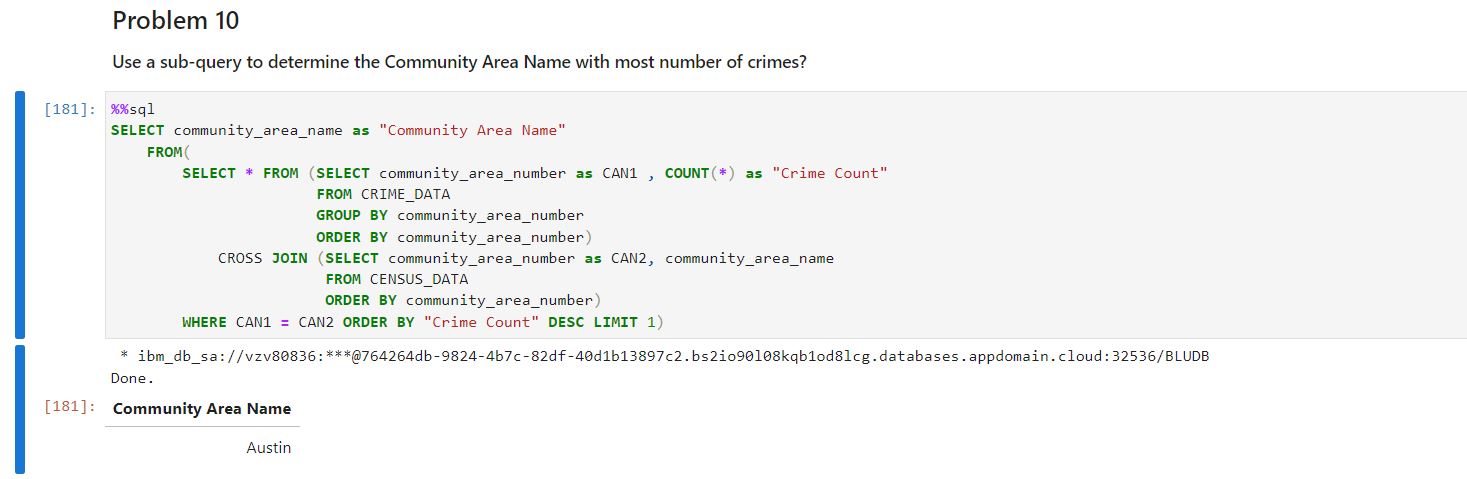 Problem 10
Use a sub-query to determine the Community Area Name with most number of crimes?
[181]: %%sql
SELECT community_area_name as "Community Area Name"
FROM(
SELECT * FROM (SELECT community_area_number as CAN1 , COUNT(*) as "Crime Count"
FROM CRIME_DATA
GROUP BY community_area_number
ORDER BY community_area_number)
CROSS JOIN (SELECT community_area_number as CAN2, community_area_name
FROM CENSUS_DATA
ORDER BY community_area_number)
WHERE CAN1 = CAN2 ORDER BY "Crime Count" DESC LIMIT 1)
* ibm_db_sa://vzv80836:***@764264db-9824-4b7c-82df-40d1b13897c2.bs2io90l08kqb1od8lcg.databases.appdomain.cloud:32536/BLUDB
Done.
[181]: Community Area Name
Austin